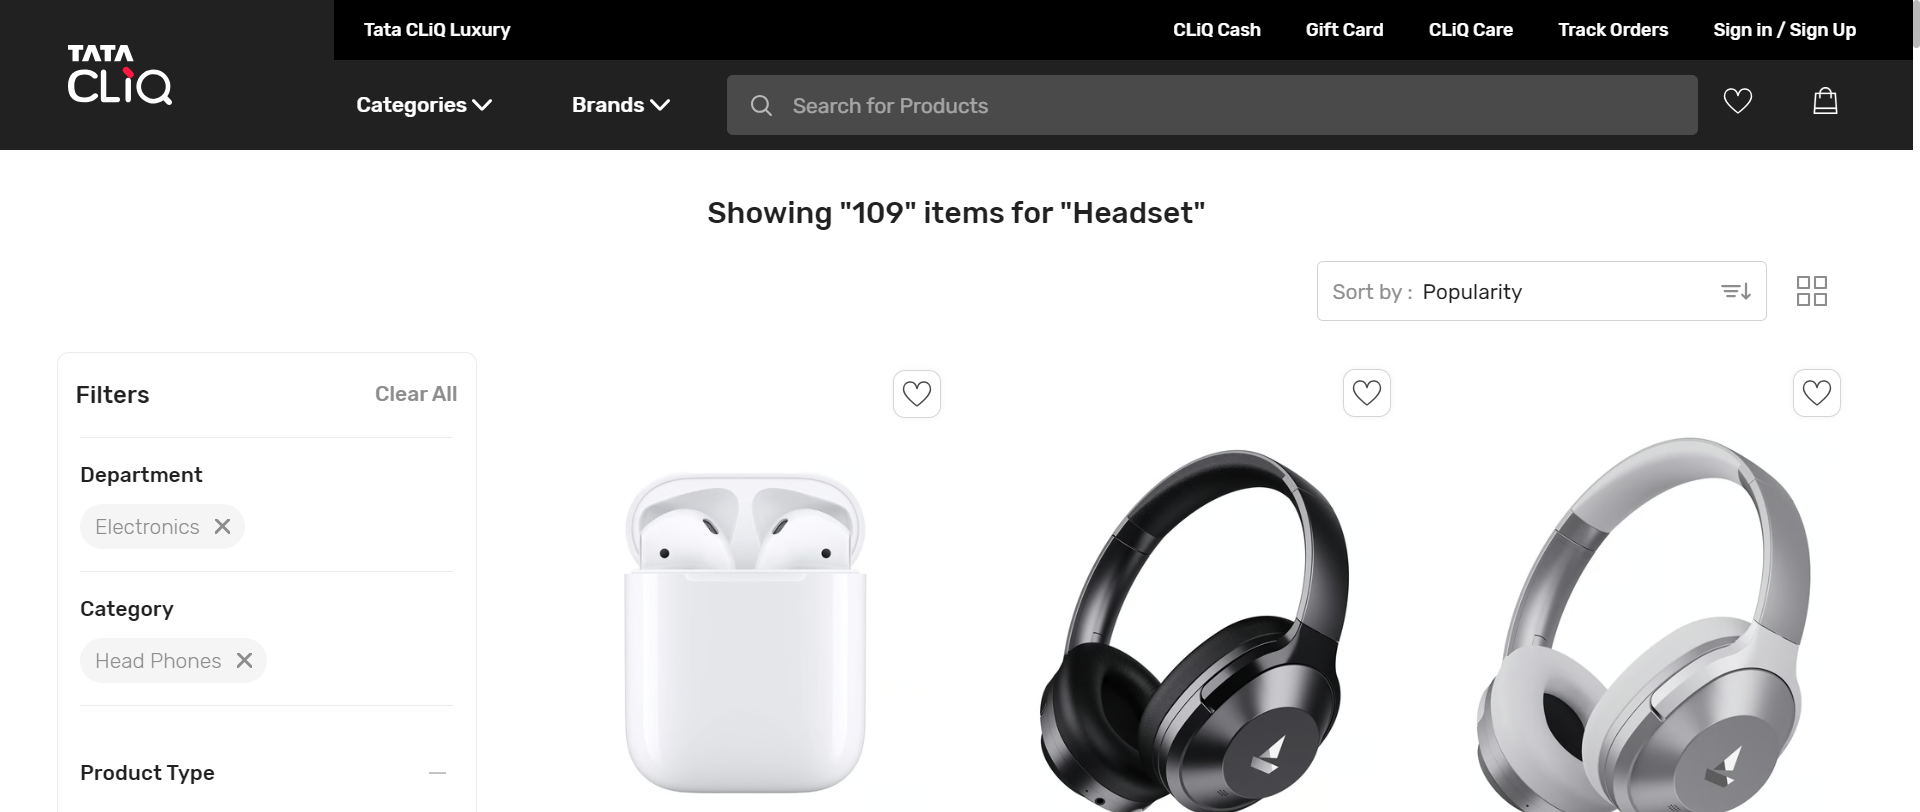 Tata CLiQ Luxury
CLiQ Cash
Gift Card
CLiQ Care
Track Orders
Sign in / Sign Up
TATA
CLiQ
Categories
Brands
Search for Products
Showing "109" items for "Headset"
Sort by : Popularity
Filters
Clear All
Department
Electronics
Category
Head Phones
Product Type